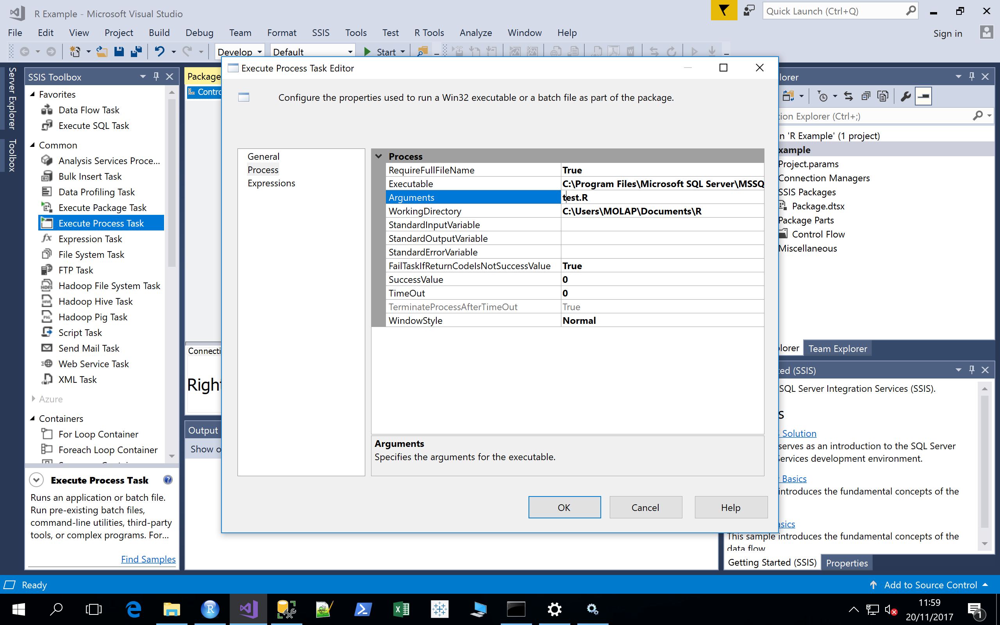 R Example - Microsoft Visual Studio
Quick Launch (Ctrl+Q)
File Edit View Project Build Debug Team Format SSIS Tools Test R Tools Analyze Window Help
Sign in
Develop Default Start
Server Explorer
Toolbox
SSIS Toolbox
Favorites
Data Flow Task
Execute SQL Task
Common
Analysis Services Proce...
Bulk Insert Task
Data Profiling Task
Execute Package Task
Execute Process Task
Expression Task
File System Task
FTP Task
Hadoop File System Task
Hadoop Hive Task
Hadoop Pig Task
Script Task
Send Mail Task
Web Service Task
XML Task
Azure
Containers
For Loop Container
Foreach Loop Container
Execute Process Task
Runs an application or batch file.
Run pre-existing batch files,
command-line utilities, third-party
tools, or complex programs. For...
Find Samples
Package
Contro
Connecti
Right
Output
Show o
Execute Process Task Editor
Configure the properties used to run a Win32 executable or a batch file as part of the package.
General
Process
Expressions
Process
RequireFullFileName True
Executable C:\Program Files\Microsoft SQL Server\MSSQ
Arguments test.R
WorkingDirectory C:\Users\MOLAP\Documents\R
StandardInputVariable
StandardOutputVariable
StandardErrorVariable
FailTaskIfReturnCodeIsNotSuccessValue True
SuccessValue 0
TimeOut 0
TerminateProcessAfterTimeOut True
WindowStyle Normal
Arguments
Specifies the arguments for the executable.
OK Cancel Help
lorer
tion Explorer (Ctrl+;)
n 'R Example' (1 project)
xample
Project.params
Connection Managers
SSIS Packages
Package.dtsx
Package Parts
Control Flow
Miscellaneous
lorer Team Explorer
ted (SSIS)
SQL Server Integration Services (SSIS).
s
Solution
serves as an introduction to the SQL Server
Services development environment.
Basics
introduces the fundamental concepts of the
asics
This sample introduces the fundamental concepts of the
data flow
Getting Started (SSIS) Properties
Ready
Add to Source Control
11:59
20/11/2017
1